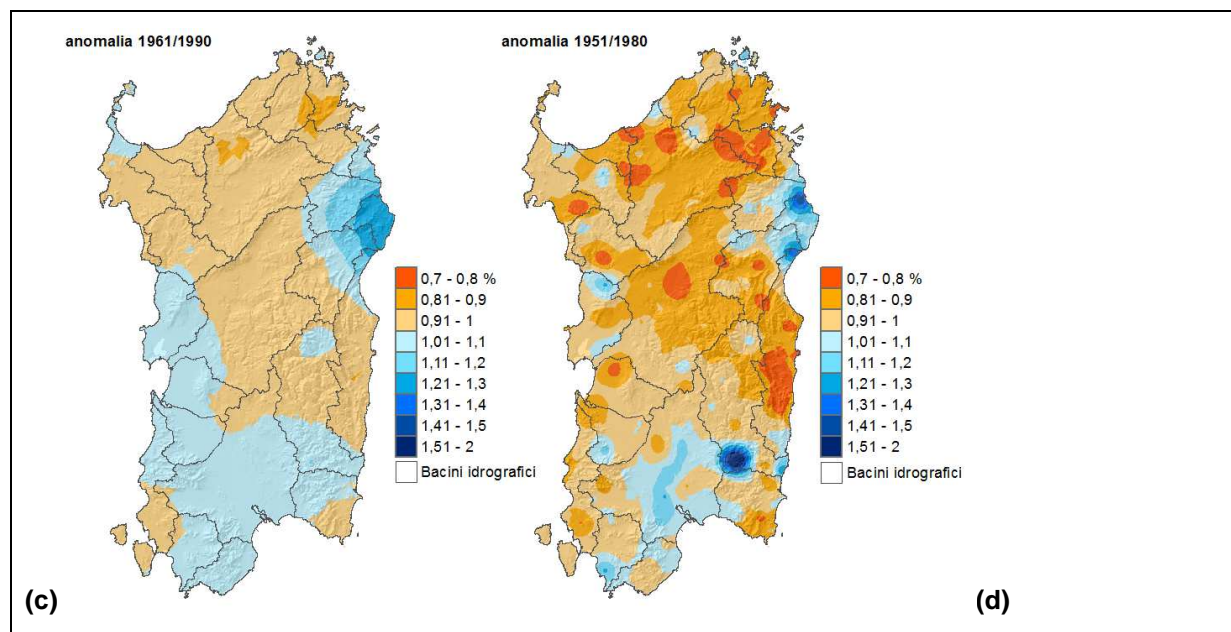 anomalia 1961/1990
0,7 - 0,8 %
0,81 - 0,9
0,91 - 1
1,01 - 1,1
1,11 - 1,2
1,21 - 1,3
1,31 - 1,4
1,41 - 1,5
1,51 - 2
Bacini idrografici
(c)
anomalia 1951/1980
0,7 - 0,8 %
0,81 - 0,9
0,91 - 1
1,01 - 1,1
1,11 - 1,2
1,21 - 1,3
1,31 - 1,4
1,41 - 1,5
1,51 - 2
Bacini idrografici
(d)